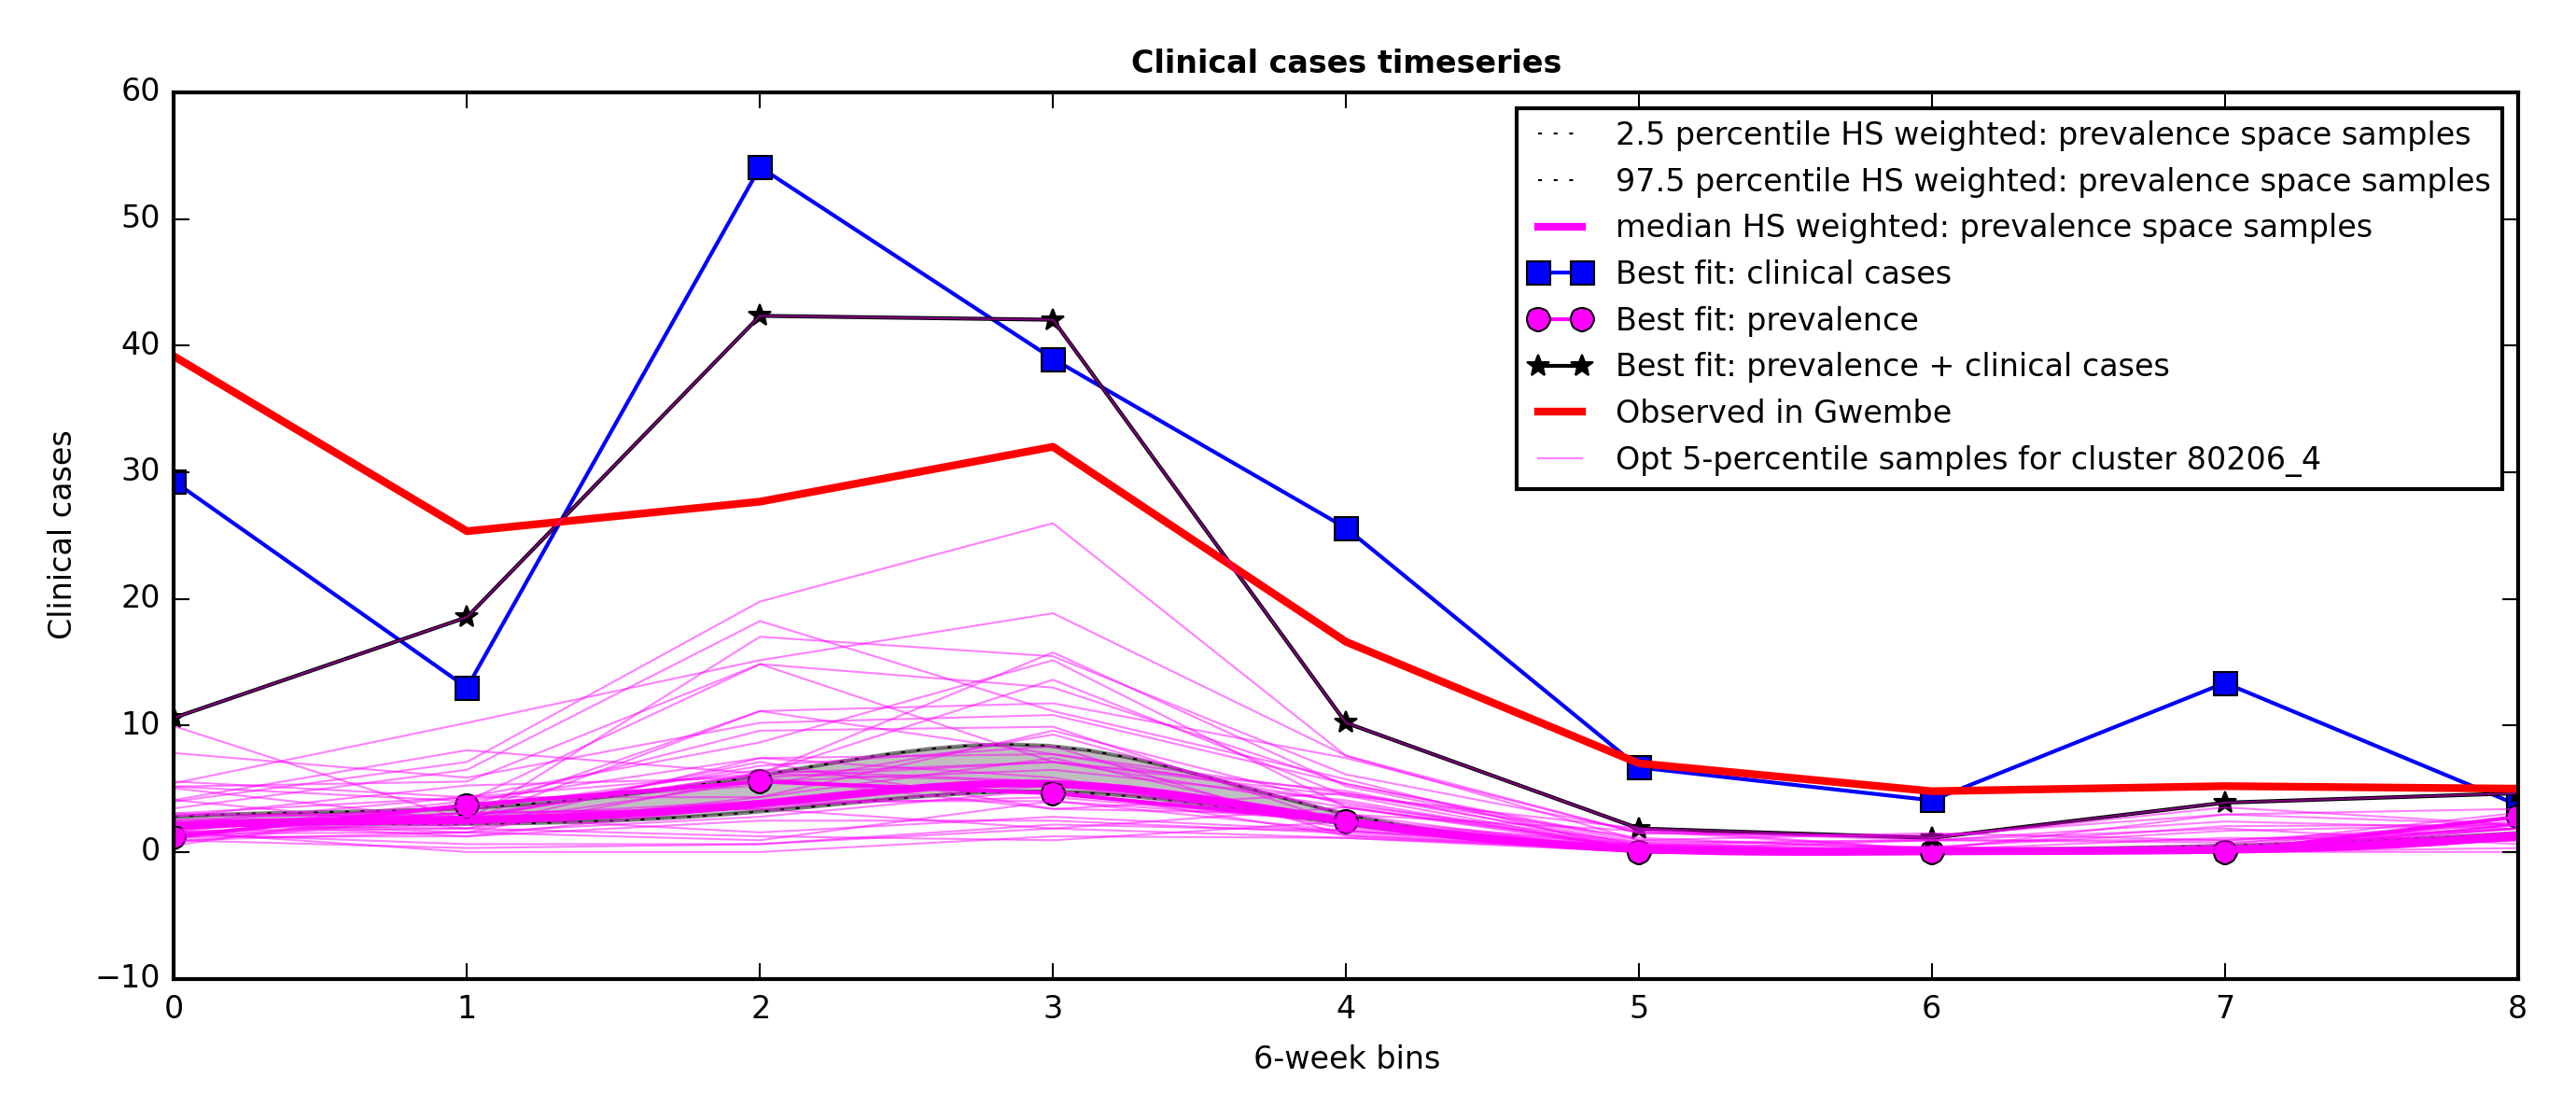 Clinical cases timeseries
60
50
40
30
20
10
0
−10
Clinical cases
2.5 percentile HS weighted: prevalence space samples
97.5 percentile HS weighted: prevalence space samples
median HS weighted: prevalence space samples
Best fit: clinical cases
Best fit: prevalence
Best fit: prevalence + clinical cases
Observed in Gwembe
Opt 5-percentile samples for cluster 80206_4
0 1 2 3 4 5 6 7 8
6-week bins